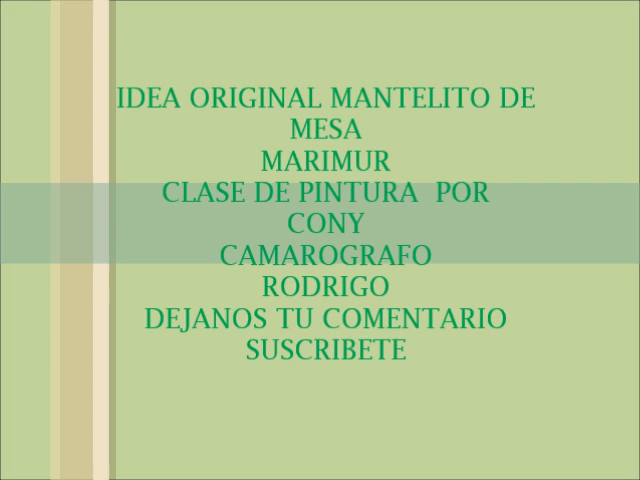 IDEA ORIGINAL MANTELITO DE
MESA
MARIMUR
CLASE DE PINTURA  POR
CONY
CAMAROGRAFO
RODRIGO
DEJANOS TU COMENTARIO
SUSCRIBETE